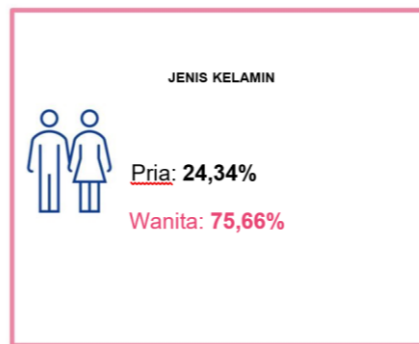 JENIS KELAMIN
Pria: 24,34%
Wanita: 75,66%